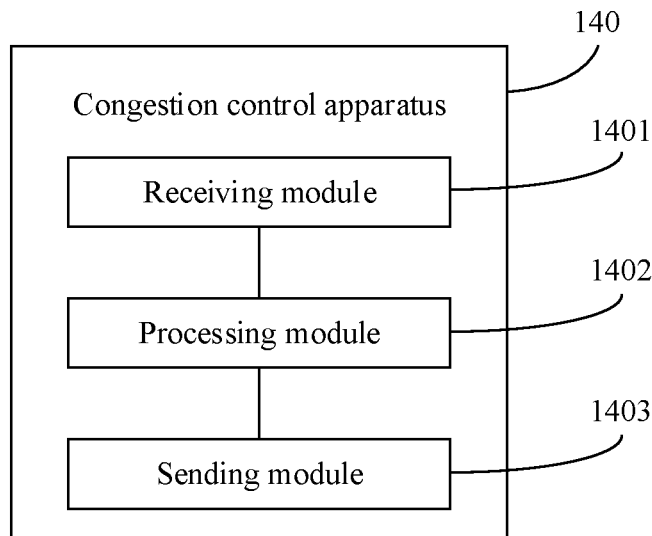 140
Congestion control apparatus
1401
Receiving module
1402
Processing module
1403
Sending module